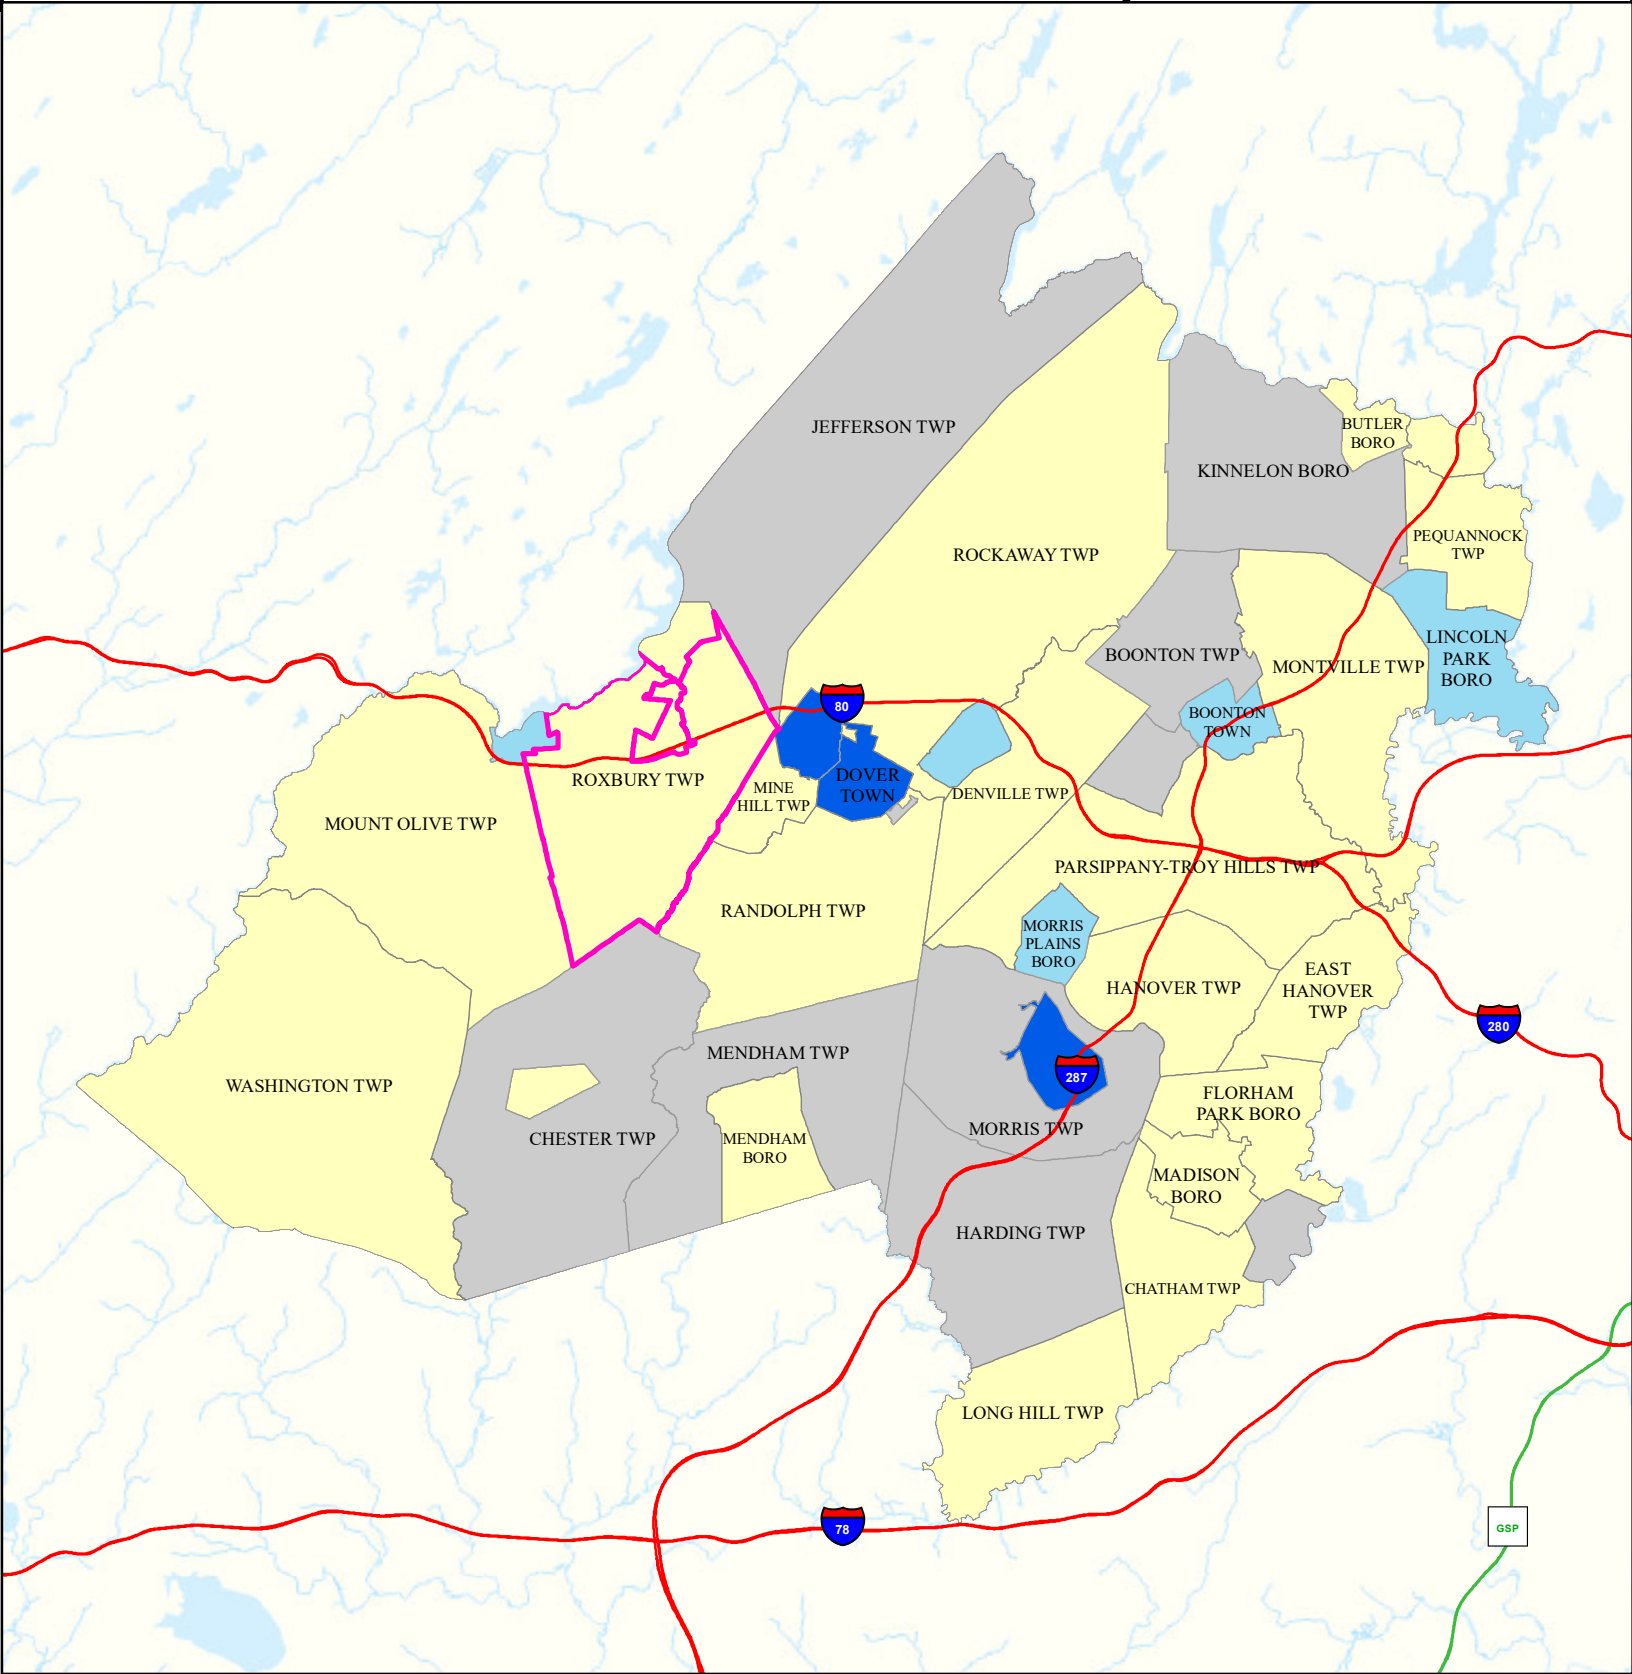 JEFFERSON TWP
BUTLER
BORO
KINNELON BORO
PEQUANNOCK
TWP
ROCKAWAY TWP
LINCOLN
PARK
BORO
BOONTON TWP
MONTVILLE TWP
80
BOONTON
TOWN
ROXBURY TWP
DOVER
TOWN
MINE
HILL TWP
DENVILLE TWP
MOUNT OLIVE TWP
PARSIPPANY-TROY HILLS TWP
RANDOLPH TWP
MORRIS
PLAINS
BORO
EAST
HANOVER
TWP
HANOVER TWP
280
MENDHAM TWP
287
WASHINGTON TWP
FLORHAM
PARK BORO
MORRIS TWP
CHESTER TWP
MENDHAM
BORO
MADISON
BORO
HARDING TWP
CHATHAM TWP
LONG HILL TWP
78
GSP